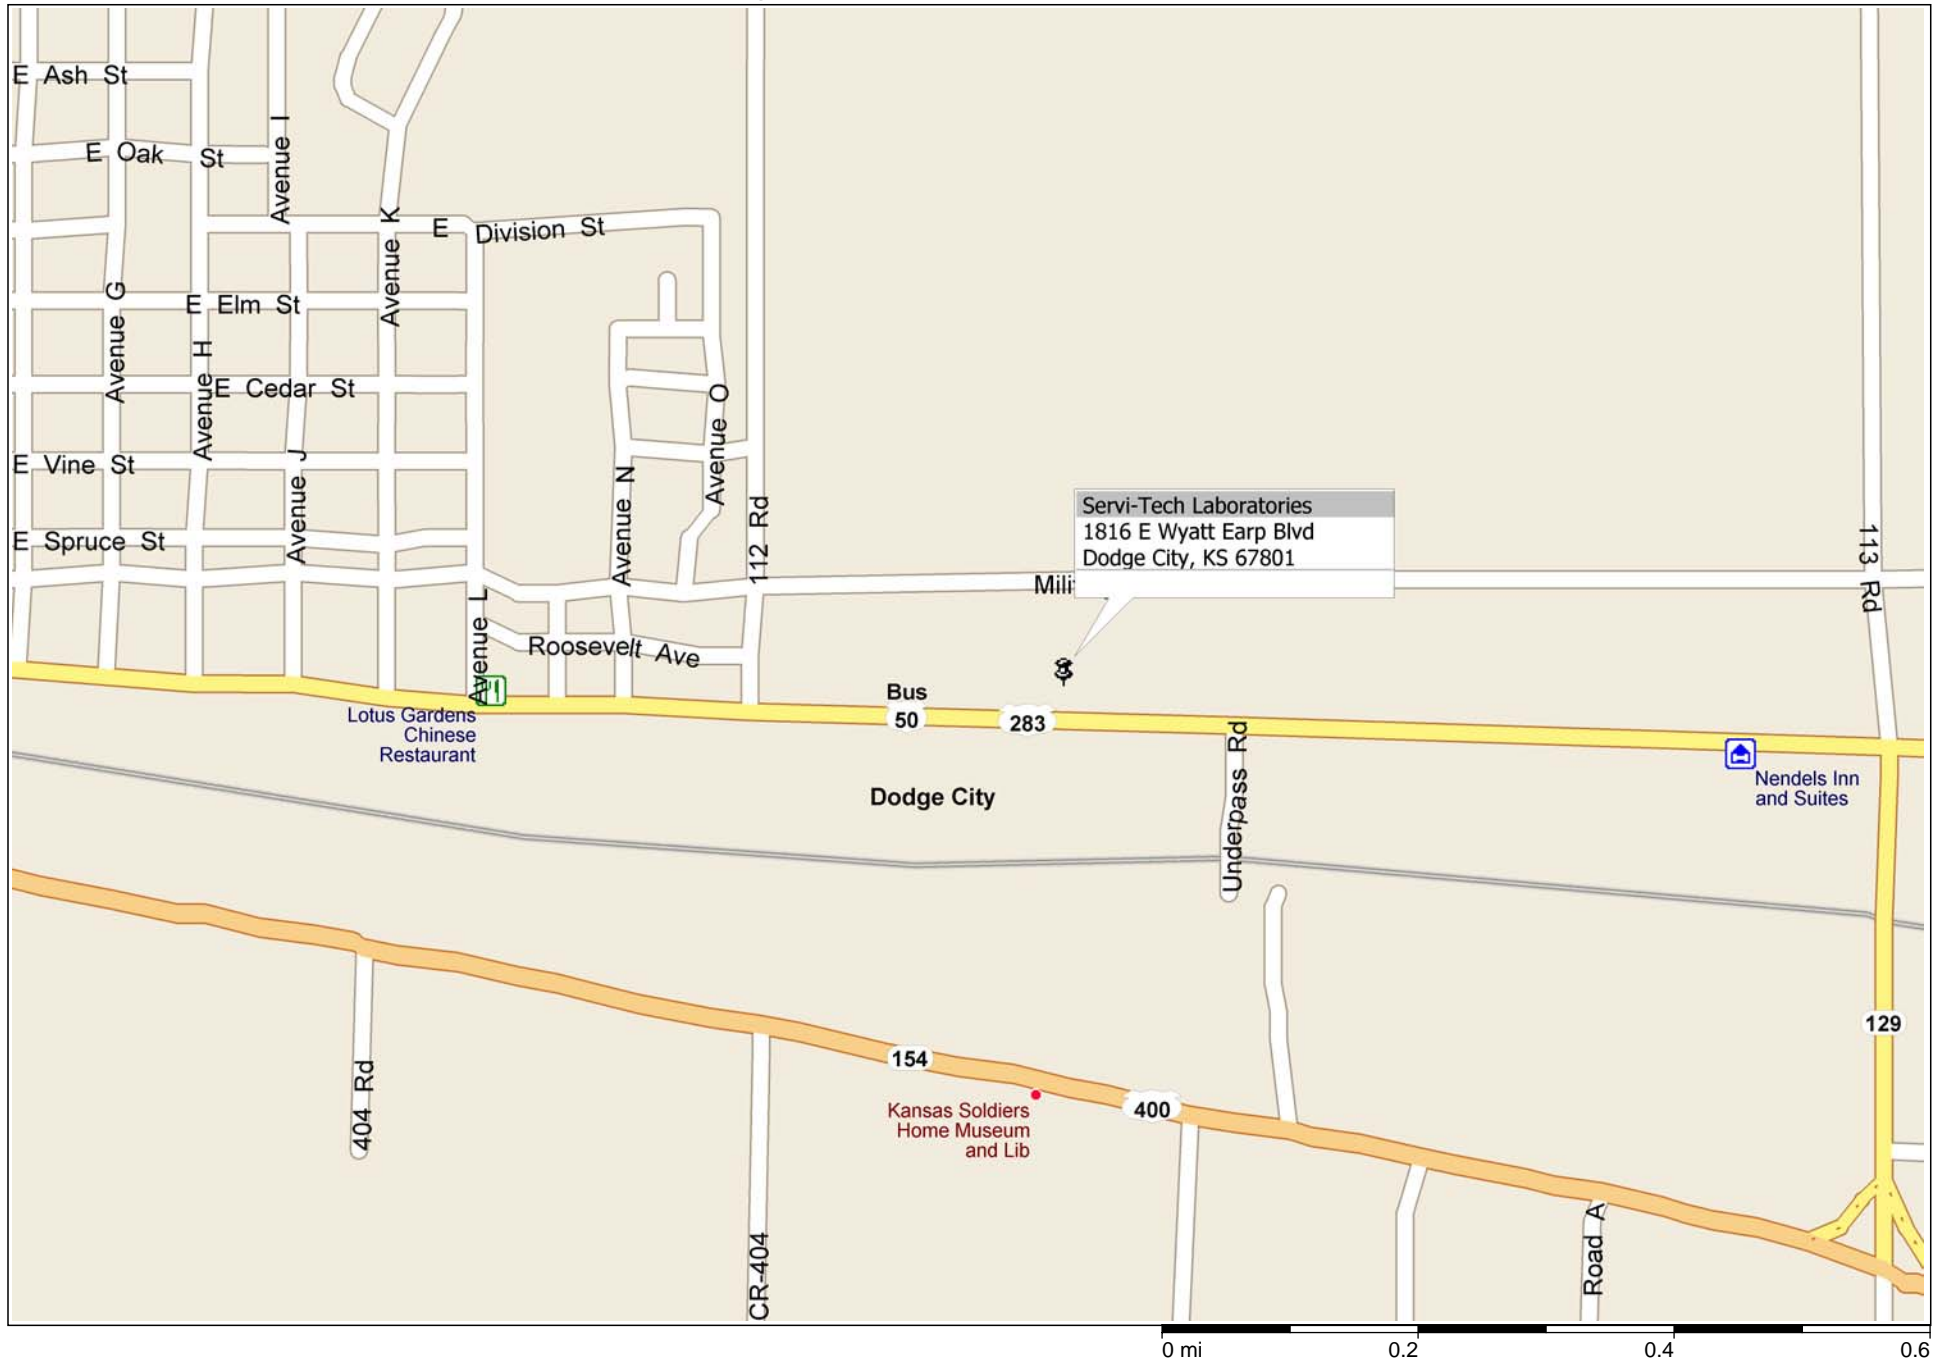 E Ash St
E Oak St
Avenue I
Avenue K
E Division St
Avenue G
E Elm St
Avenue H
E Cedar St
Avenue O
E Vine St
Avenue J
Avenue N
112 Rd
E Spruce St
Servi-Tech Laboratories
1816 E Wyatt Earp Blvd
Dodge City, KS 67801
113 Rd
Mili
Avenue L
Roosevelt Ave
Bus
50
283
Lotus Gardens
Chinese
Restaurant
Underpass Rd
Nendels Inn
and Suites
Dodge City
129
154
404 Rd
400
Kansas Soldiers
Home Museum
and Lib
CR-404
Road A
0 mi 0.2 0.4 0.6